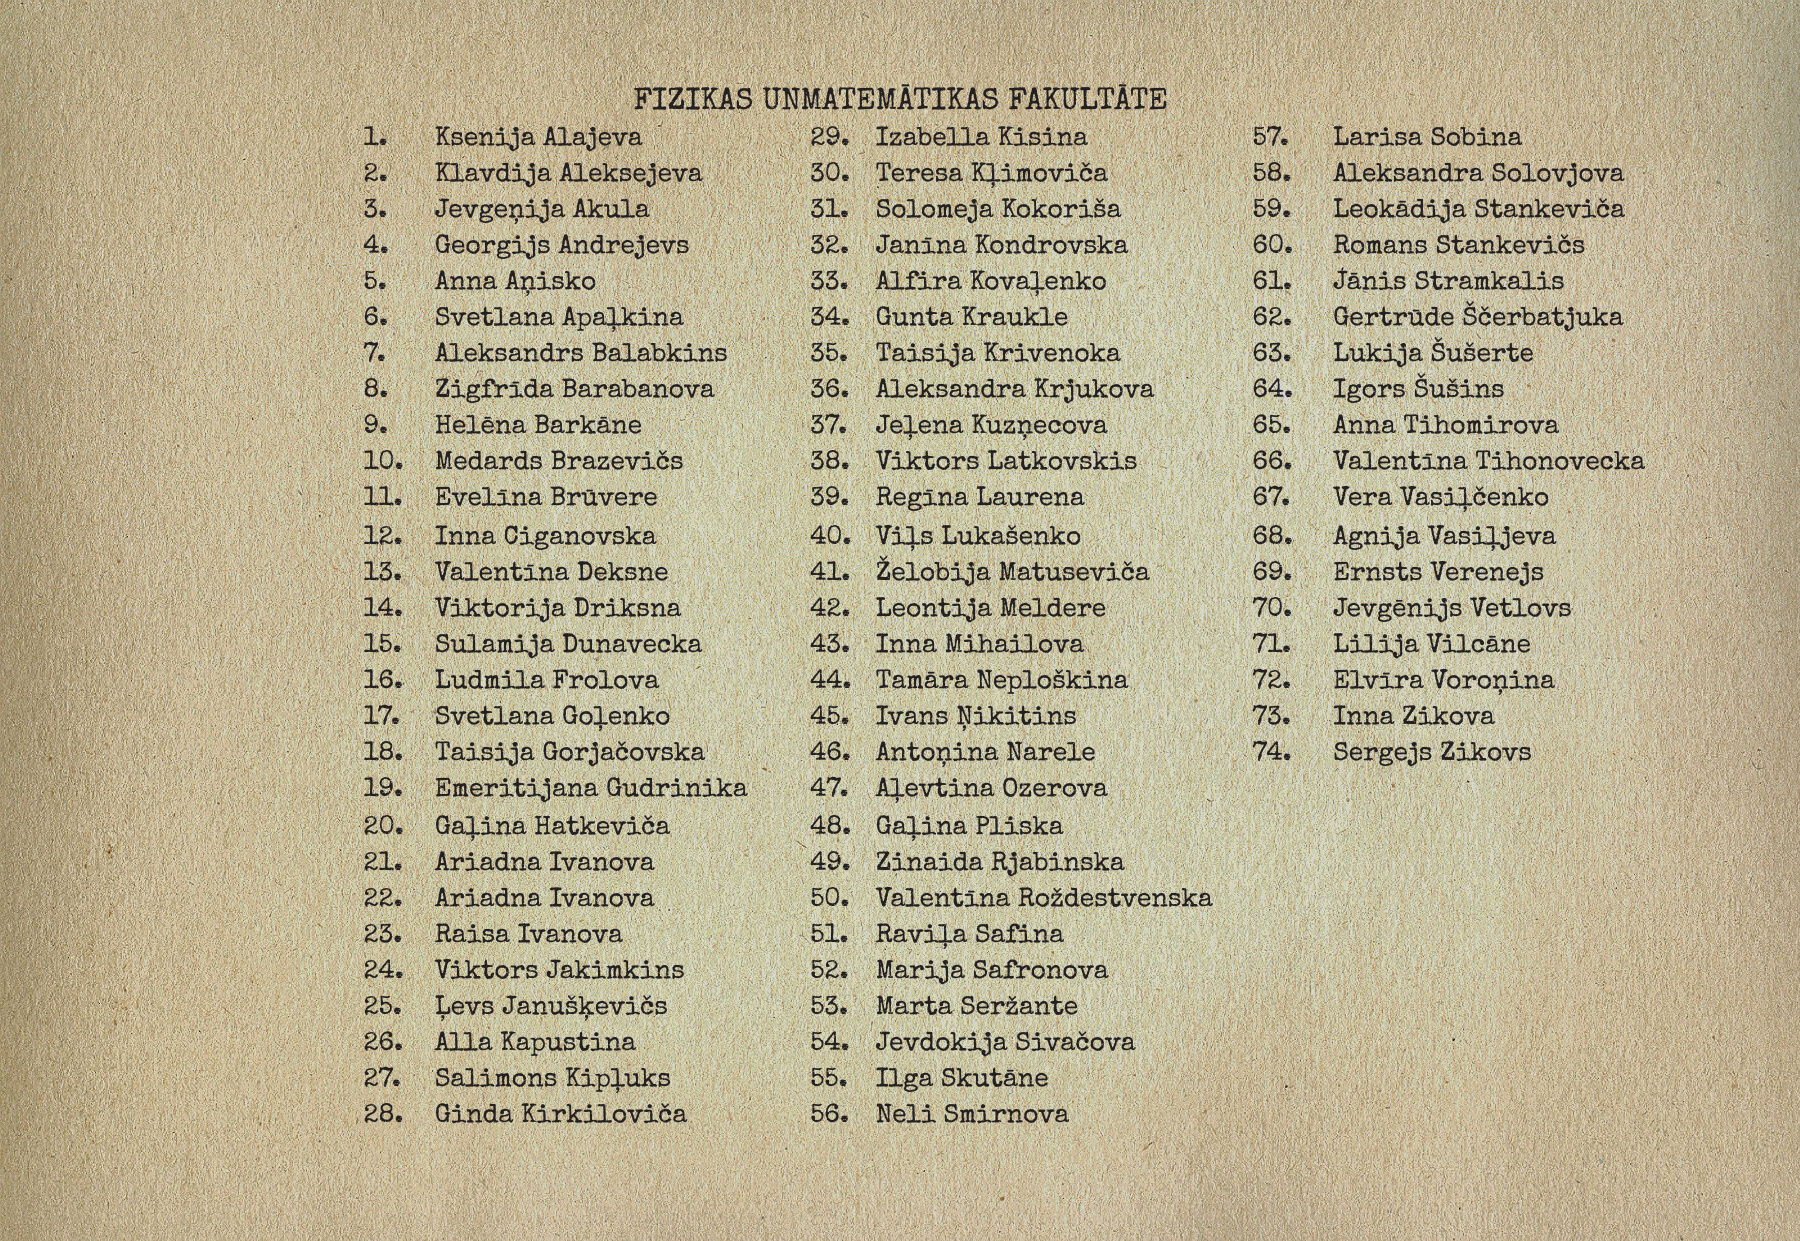 FIZIKAS UNMATEMĀTIKAS FAKULTĀTE
1. Ksenija Alajeva
2. Klavdija Aleksejeva
3. Jevgeņija Akula
4. Georgijs Andrejevs
5. Anna Aņisko
6. Svetlana Apaļkina
7. Aleksandrs Balabkins
8. Zigfrīda Barabanova
9. Helēna Barkāne
10. Medards Brazevičs
11. Evelīna Brūvere
12. Inna Ciganovska
13. Valentīna Deksne
14. Viktorija Driksna
15. Sulamija Dunavecka
16. Ludmila Frolova
17. Svetlana Goļenko
18. Taisija Gorjačovska
19. Emeritijana Gudrinika
20. Gaļina Hatkeviča
21. Ariadna Ivanova
22. Ariadna Ivanova
23. Raisa Ivanova
24. Viktors Jakimkins
25. Ļevs Janušķevičs
26. Alla Kapustina
27. Salimons Kipļuks
28. Ginda Kirkiloviča
29. Izabella Kisina
30. Teresa Kļimoviča
31. Solomeja Kokoriša
32. Janīna Kondrovska
33. Alfira Kovaļenko
34. Gunta Kraukle
35. Taisija Krivenoka
36. Aleksandra Krjukova
37. Jeļena Kuzņecova
38. Viktors Latkovskis
39. Regīna Laurena
40. Viļs Lukašenko
41. Želobija Matuseviča
42. Leontija Meldere
43. Inna Mihailova
44. Tamāra Neploškina
45. Ivans Ņikitins
46. Antoņina Narele
47. Aļevtina Ozerova
48. Gaļina Pliska
49. Zinaida Rjabinska
50. Valentīna Roždestvenska
51. Raviļa Safina
52. Marija Safronova
53. Marta Seržante
54. Jevdokija Sivačova
55. Ilga Skutāne
56. Neli Smirnova
57. Larisa Sobina
58. Aleksandra Solovjova
59. Leokādija Stankeviča
60. Romans Stankevičs
61. Jānis Stramkalis
62. Gertrūde Ščerbatjuka
63. Lukija Šušerte
64. Igors Šušins
65. Anna Tihomirova
66. Valentīna Tihonovecka
67. Vera Vasiļčenko
68. Agnija Vasiļjeva
69. Ernsts Verenejs
70. Jevgēnijs Vetlovs
71. Lilija Vilcāne
72. Elvīra Voroņina
73. Inna Zikova
74. Sergejs Zikovs